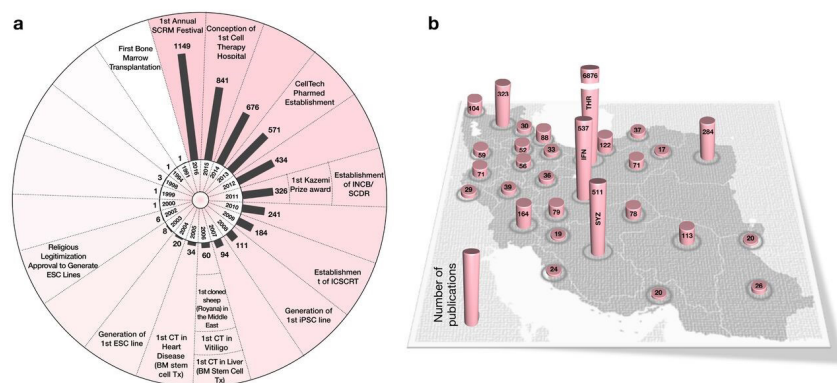 a
1st Annual
SCRM Festival
1149
Conception of
1st Cell
Therapy
Hospital
841
CellTech
Pharmed
Establishment
676
571
434
326
1st Kazemi
Prize award
Establishment
of INCB/
SCDR
241
184
Establishmen
t of ICSCRT
111
Generation of
1st iPSC line
94
60
1st cloned
sheep
(Royana) in the
Middle
East
1st CT in
Vitiligo
1st CT in Liver
(BM Stem Cell
Tx)
34
1st CT in
Heart
Disease
(BM stem
cell Tx)
20
Generation of
1st ESC line
8
6
Religious
Legitimization
Approval to Generate
ESC Lines
1
1
3
1
1
First Bone
Marrow
Transplantation
2016
2015
2014
2013
2012
2011
2010
2009
2008
2007
2006
2005
2004
2003
2002
2000
1999
1998
1994
1991
b
6876
THR
323
104
30
88
537
IFN
122
37
284
59
52
33
17
71
56
71
29
39
36
511
SYZ
164
79
78
19
113
20
24
20
26
Number of
publications